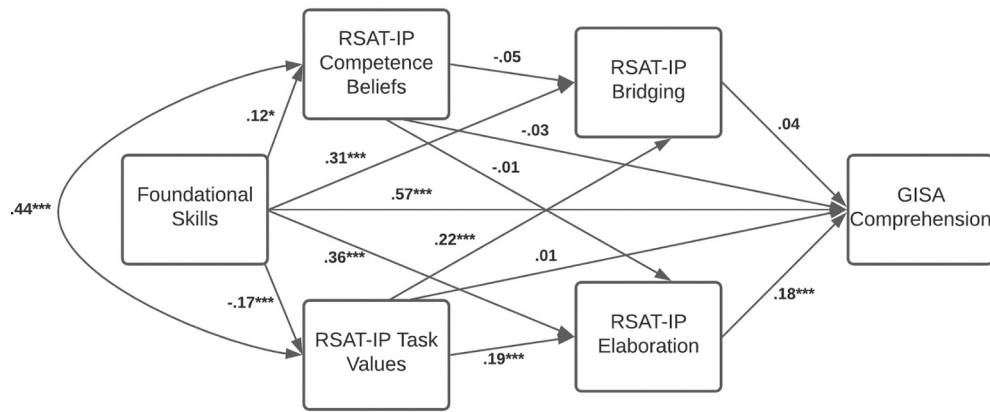 RSAT-IP
Competence
Beliefs
-.05
RSAT-IP
Bridging
.12*
-.03
.04
.31***
-.01
Foundational
Skills
.57***
GISA
Comprehension
.44***
.22***
.36***
.01
-.17***
.18***
RSAT-IP Task
Values
.19***
RSAT-IP
Elaboration